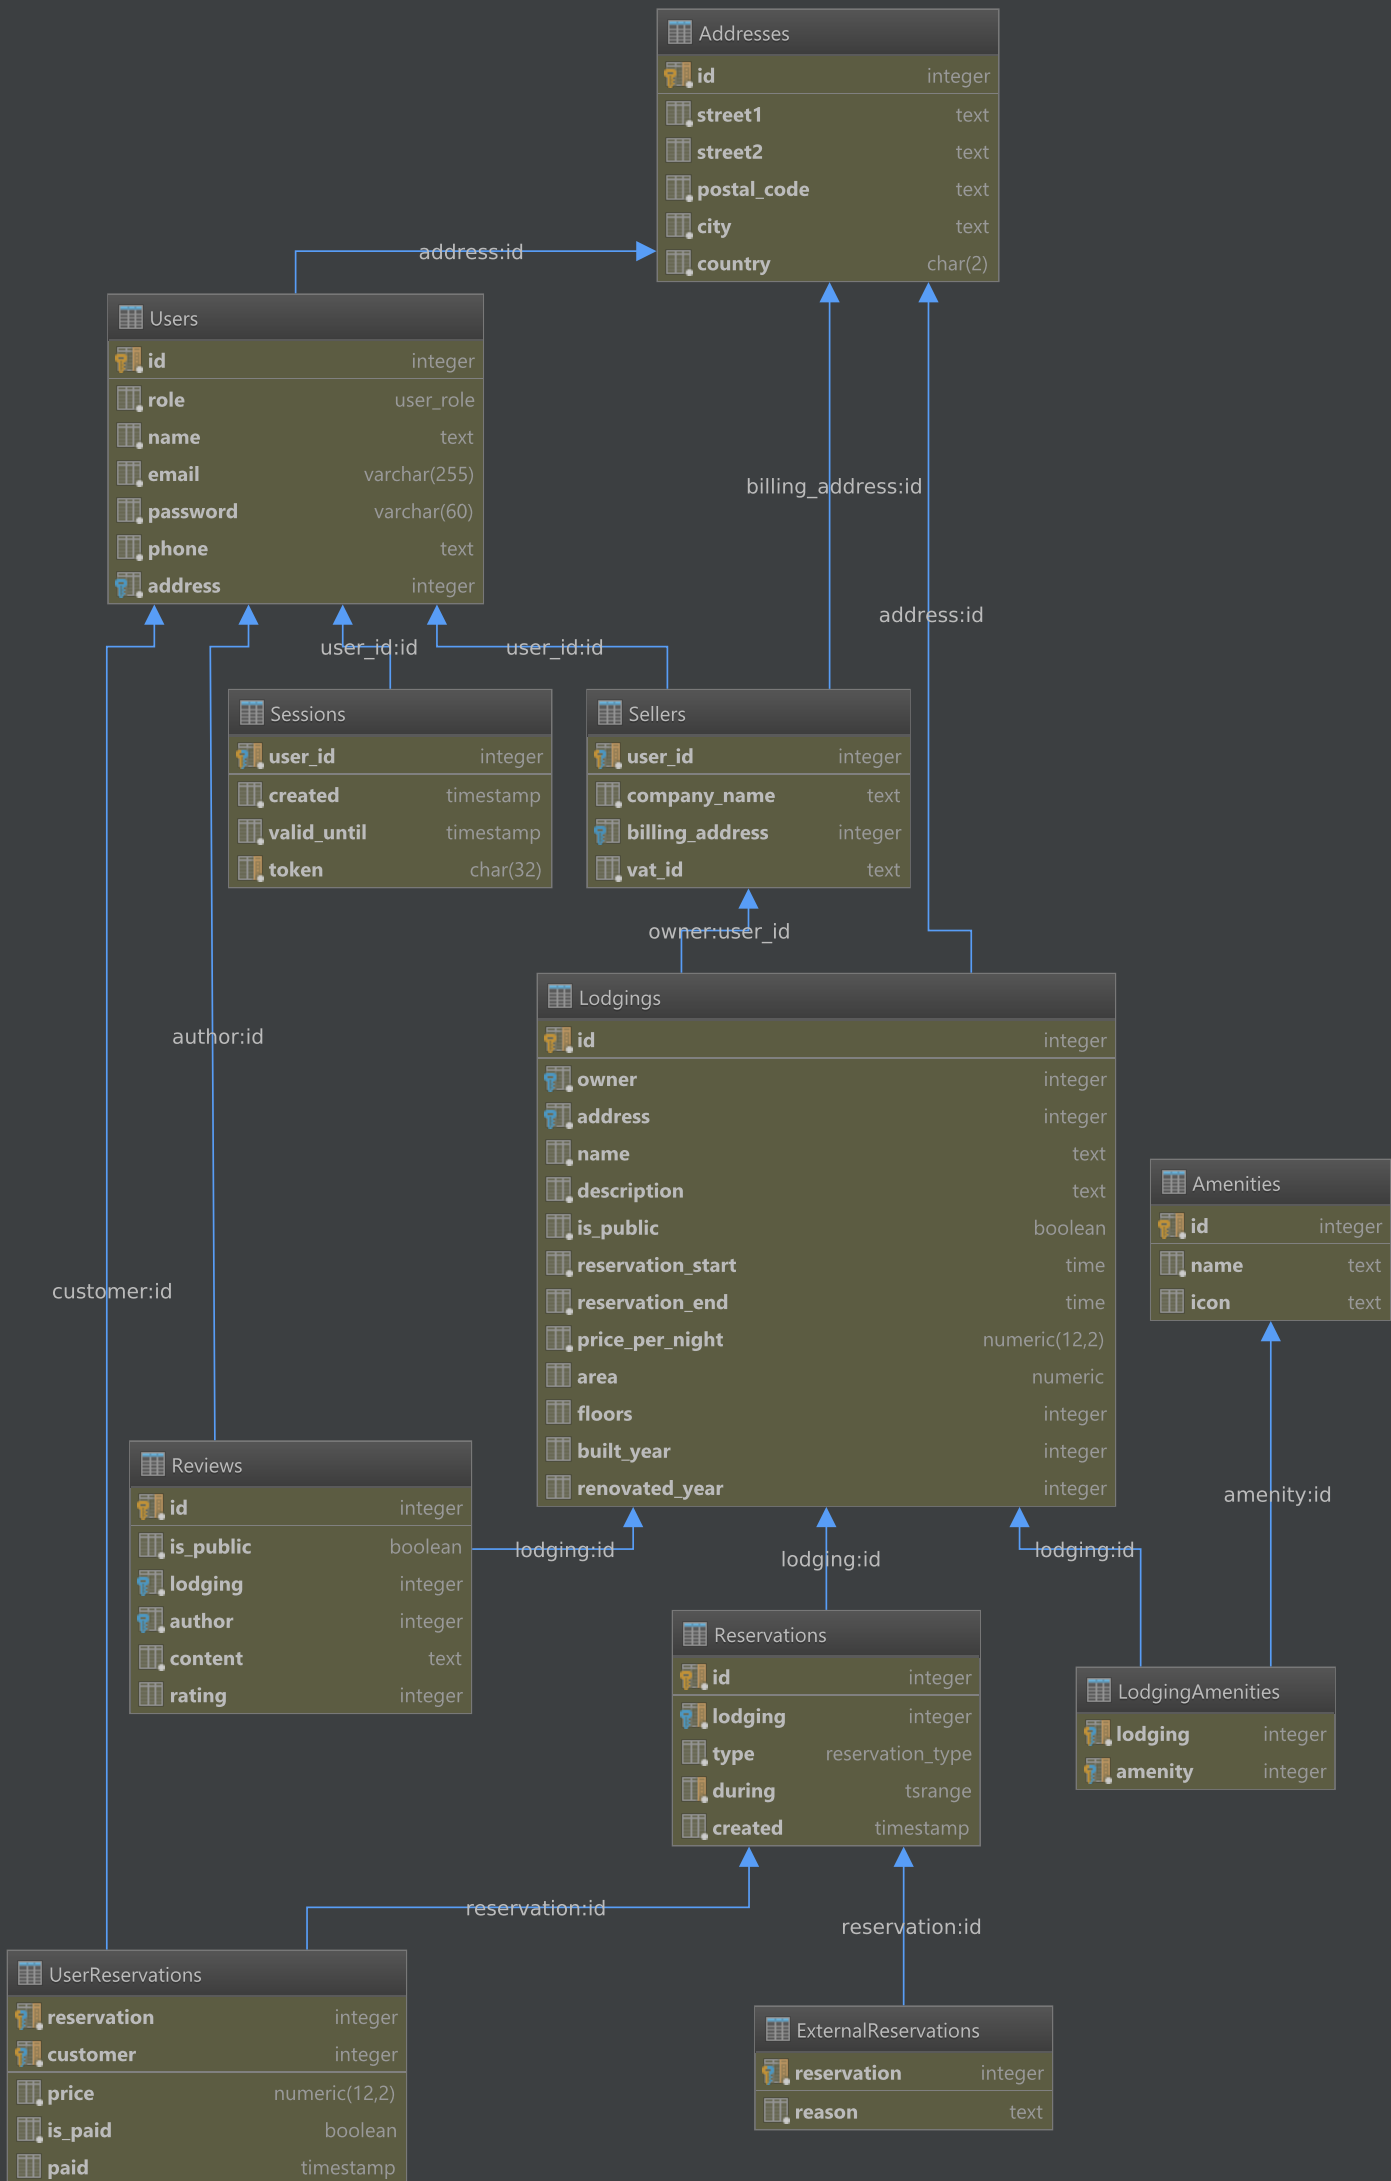 Addresses
id integer
street1 text
street2 text
postal_code text
city text
country char(2)
address:id
Users
id integer
role user_role
name text
email varchar(255)
password varchar(60)
phone text
address integer
billing_address:id
address:id
user_id:id
user_id:id
Sessions
user_id integer
created timestamp
valid_until timestamp
token char(32)
Sellers
user_id integer
company_name text
billing_address integer
vat_id text
owner:user_id
author:id
customer:id
Lodgings
id integer
owner integer
address integer
name text
description text
is_public boolean
reservation_start time
reservation_end time
price_per_night numeric(12,2)
area numeric
floors integer
built_year integer
renovated_year integer
Amenities
id integer
name text
icon text
amenity:id
Reviews
id integer
is_public boolean
lodging integer
author integer
content text
rating integer
lodging:id
lodging:id
lodging:id
Reservations
id integer
lodging integer
type reservation_type
during tsrange
created timestamp
LodgingAmenities
lodging integer
amenity integer
reservation:id
reservation:id
UserReservations
reservation integer
customer integer
price numeric(12,2)
is_paid boolean
paid timestamp
ExternalReservations
reservation integer
reason text